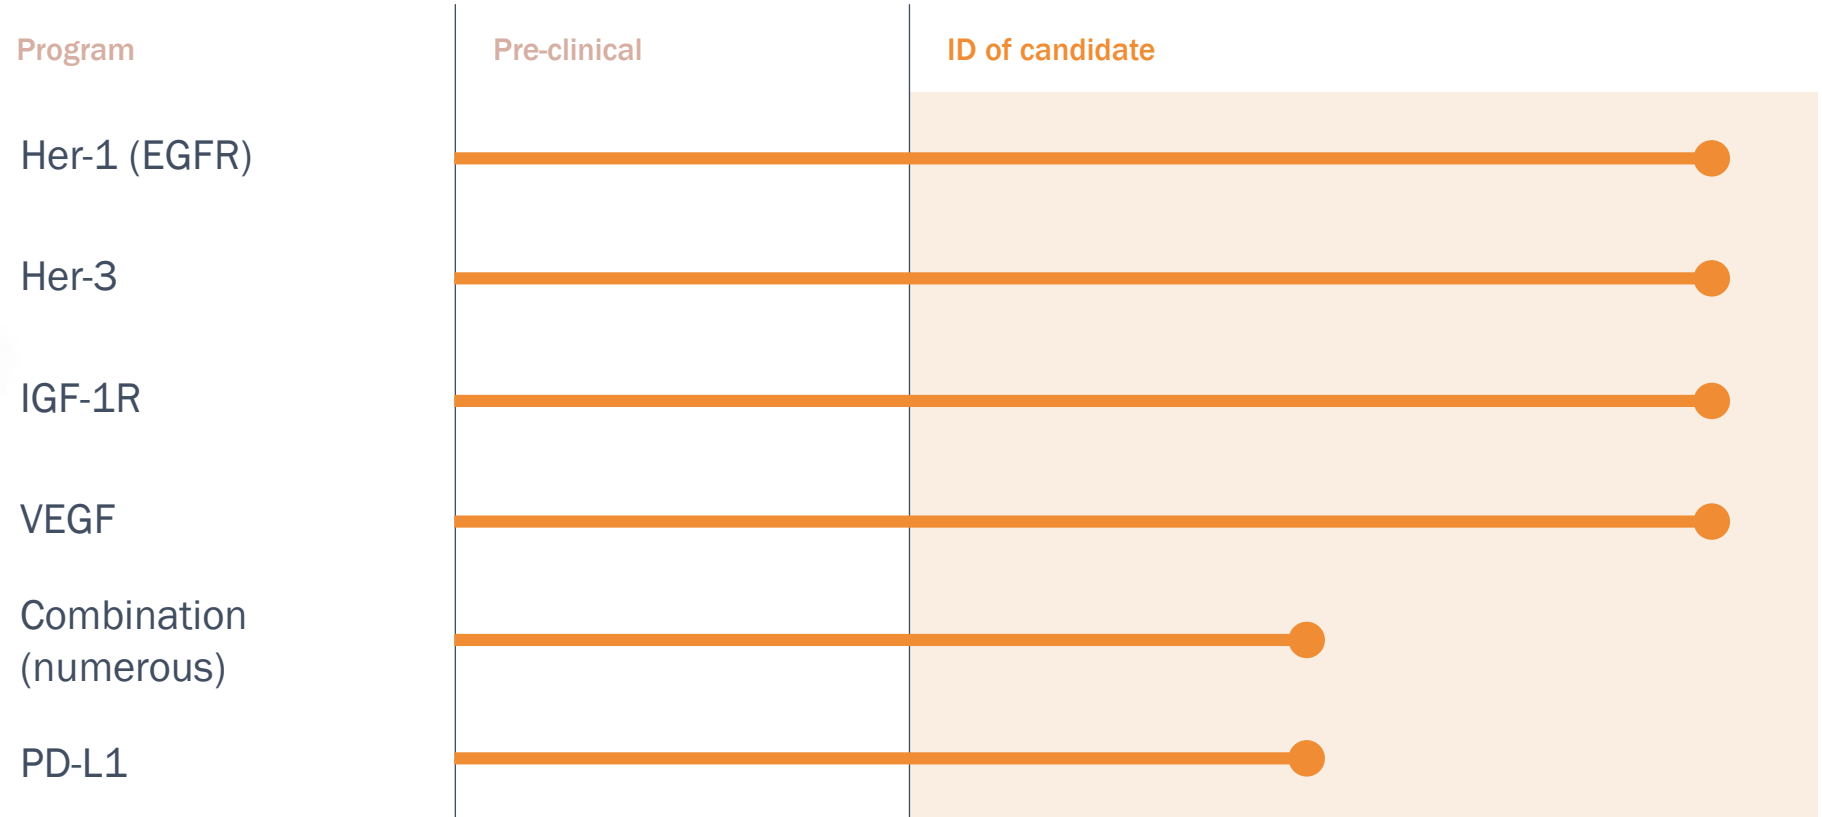 Program
Pre-clinical
ID of candidate
Her-1 (EGFR)
Her-3
IGF-1R
VEGF
Combination
(numerous)
PD-L1